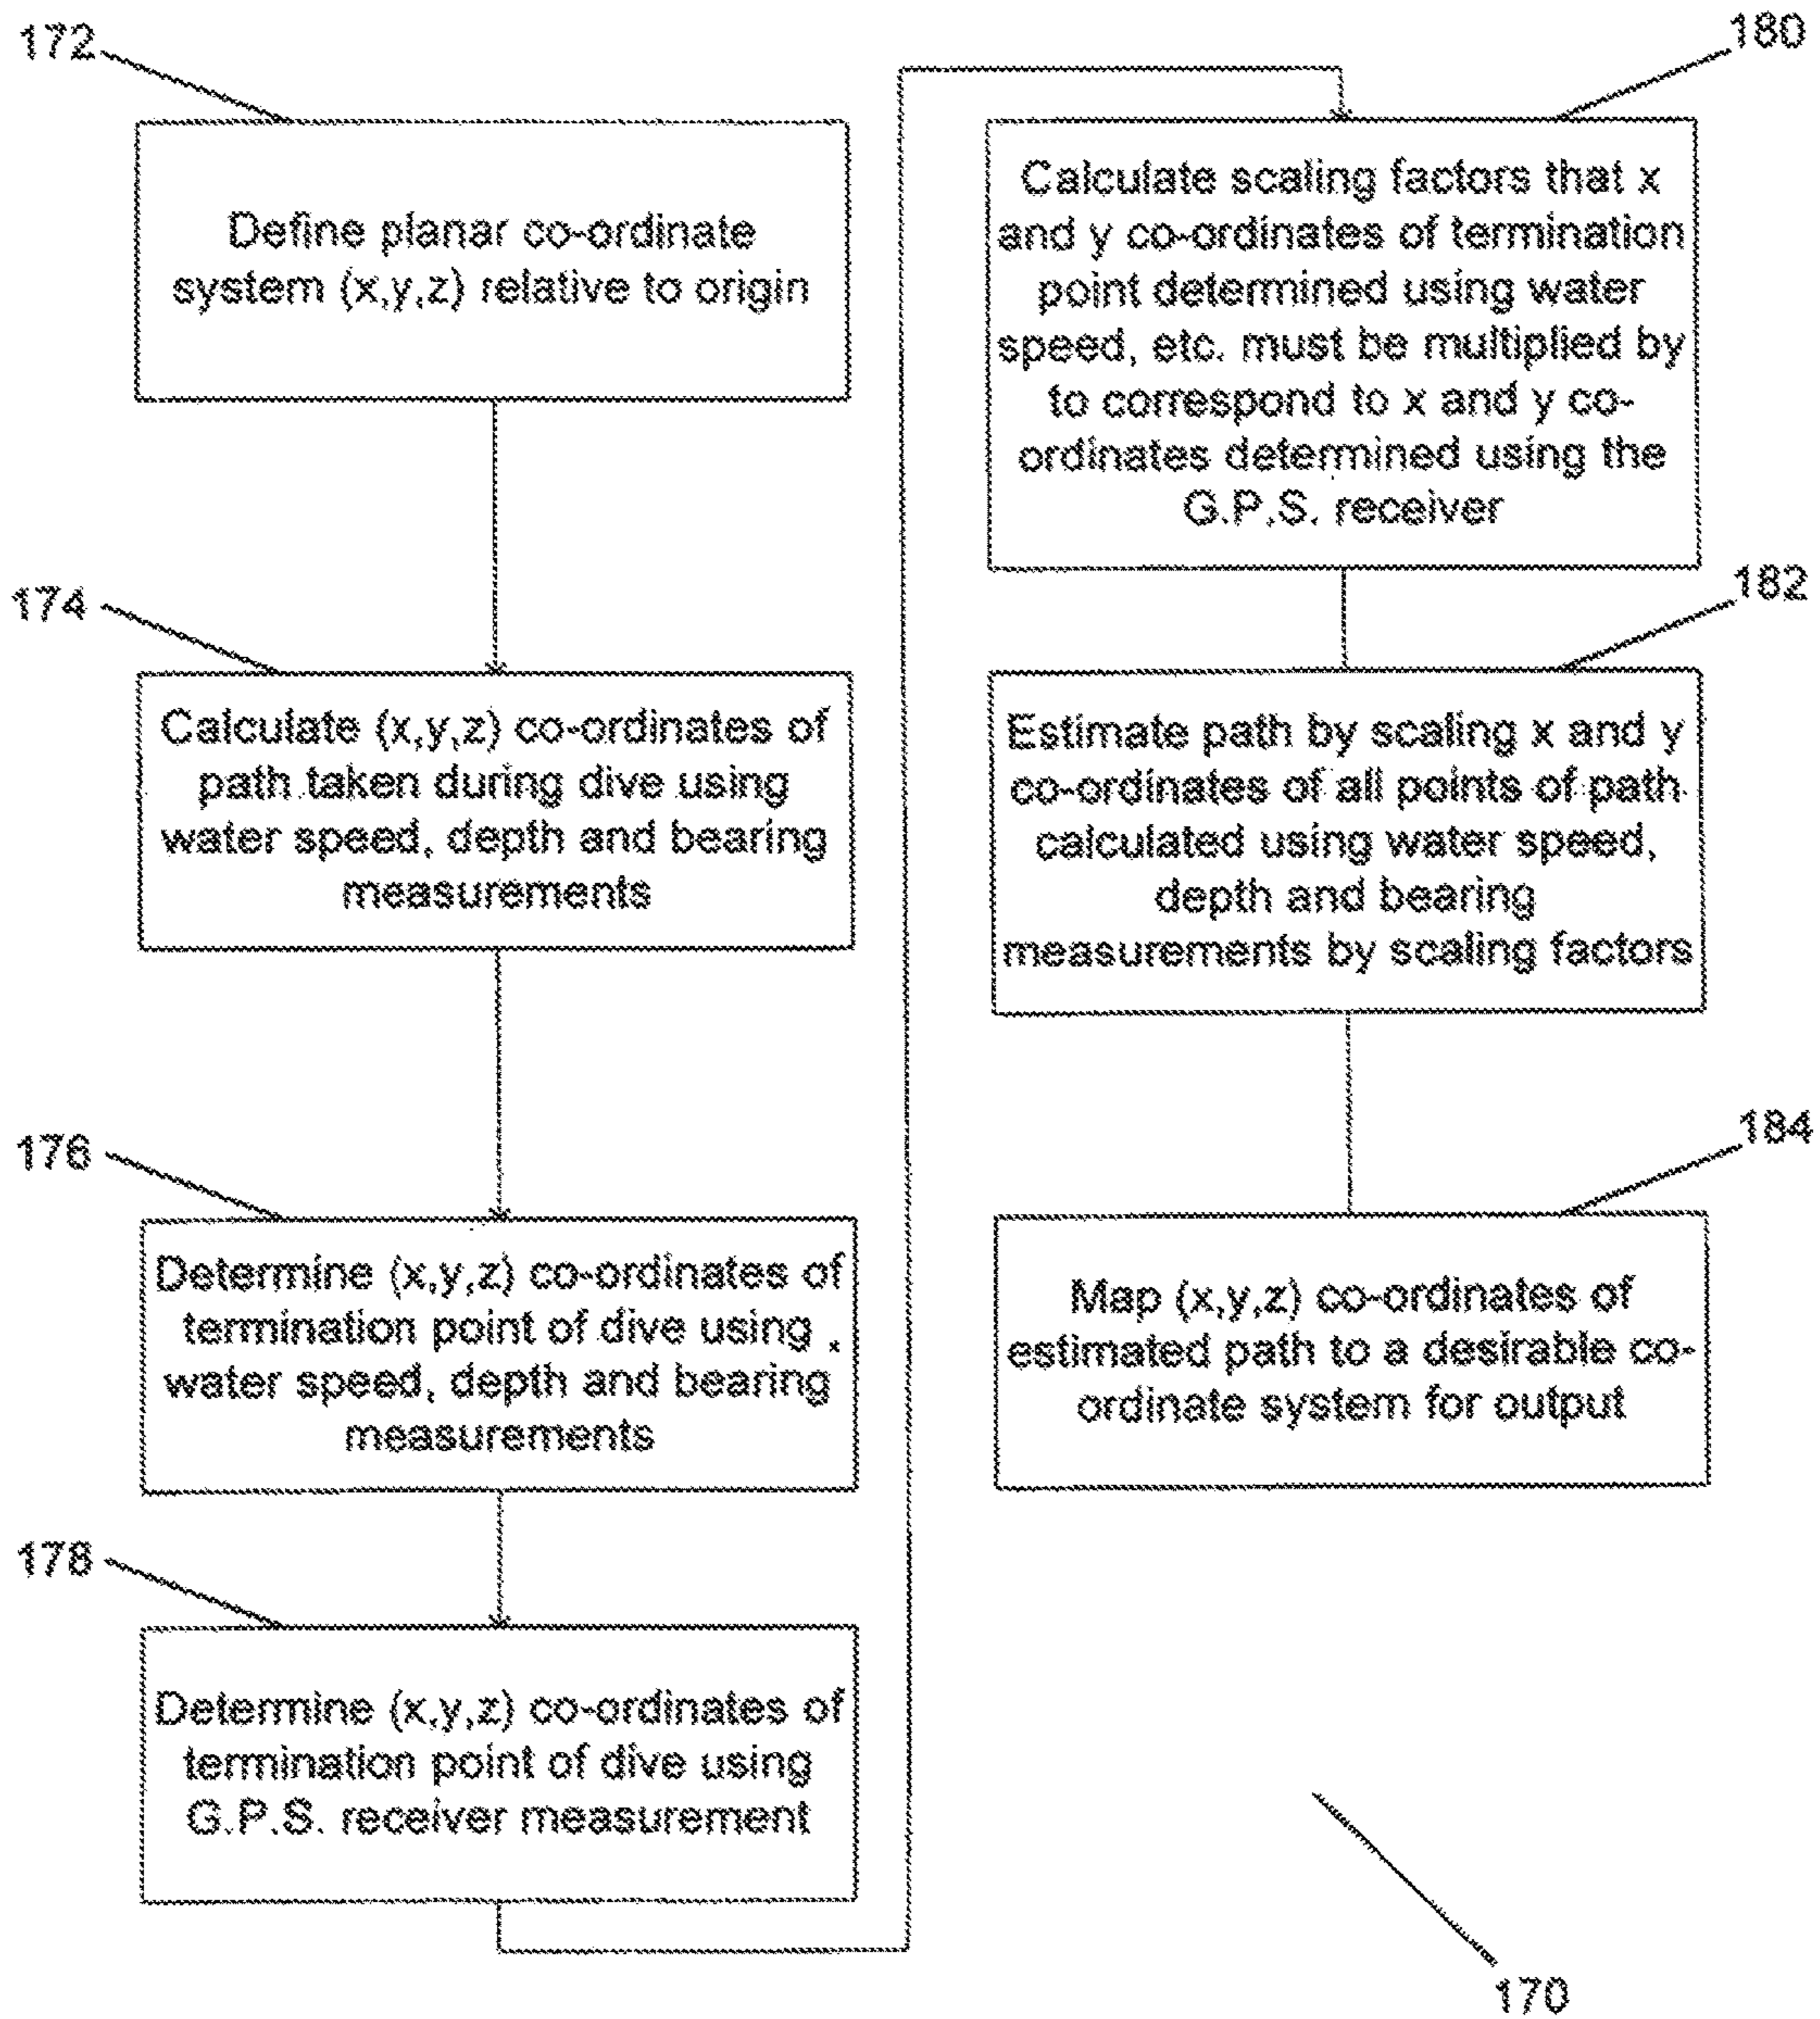 172
Define planar co-ordinate
system (x,y,z) relative to origin
174
Calculate (x,y,z) co-ordinates of
path taken during dive using
water speed, depth and bearing
measurements
176
Determine (x,y,z) co-ordinates of
termination point of dive using
water speed, depth and bearing
measurements
178
Determine (x,y,z) co-ordinates of
termination point of dive using
G.P.S. receiver measurement
180
Calculate scaling factors that x
and y co-ordinates of termination
point determined using water
speed, etc. must be multiplied by
to correspond to x and y co-
ordinates determined using the
G.P.S. receiver
182
Estimate path by scaling x and y
co-ordinates of all points of path
calculated using water speed,
depth and bearing
measurements by scaling factors
184
Map (x,y,z) co-ordinates of
estimated path to a desirable co-
ordinate system for output
170